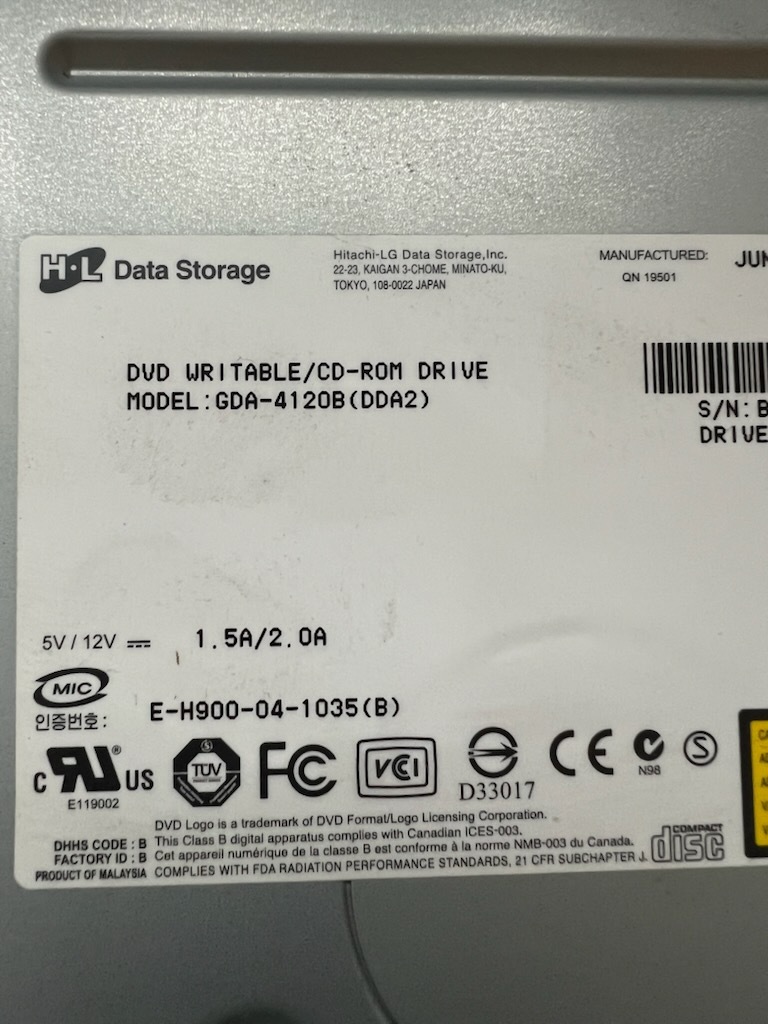 H·L Data Storage
Hitachi-LG Data Storage,Inc.
22-23, KAIGAN 3-CHOME, MINATO-KU,
TOKYO, 108-0022 JAPAN
MANUFACTURED:
QN 19501
DVD WRITABLE/CD-ROM DRIVE
MODEL:GDA-4120B(DDA2)
S/N:
DRIVE
5V / 12V 1.5A/2.0A
MIC
인증번호 : E-H900-04-1035(B)
C UR ® US
E119002
TUV
FC
VCI
D33017
CE
N98
S
DVD Logo is a trademark of DVD Format/Logo Licensing Corporation.
DHHS CODE : B This Class B digital apparatus complies with Canadian ICES-003.
FACTORY ID : B Cet appareil numérique de la classe B est conforme à la norme NMB-003 du Canada.
PRODUCT OF MALAYSIA COMPLIES WITH FDA RADIATION PERFORMANCE STANDARDS, 21 CFR SUBCHAPTER J.
COMPACT
disc